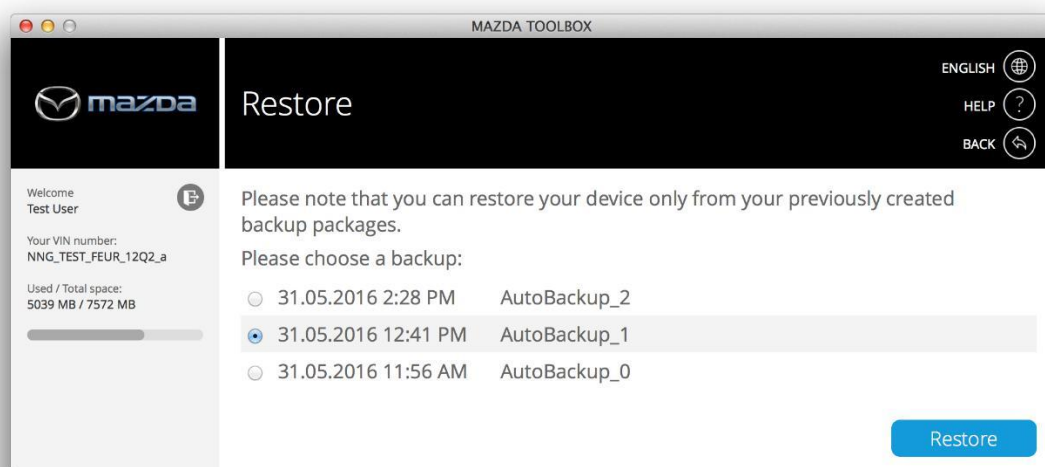 MAZDA TOOLBOX
mazda
Restore
ENGLISH
HELP
?
BACK
Welcome
Test User
Your VIN number:
NNG_TEST_FEUR_12Q2_a
Used / Total space:
5039 MB / 7572 MB
Please note that you can restore your device only from your previously created
backup packages.
Please choose a backup:
31.05.2016 2:28 PM AutoBackup_2
31.05.2016 12:41 PM AutoBackup_1
31.05.2016 11:56 AM AutoBackup_0
Restore